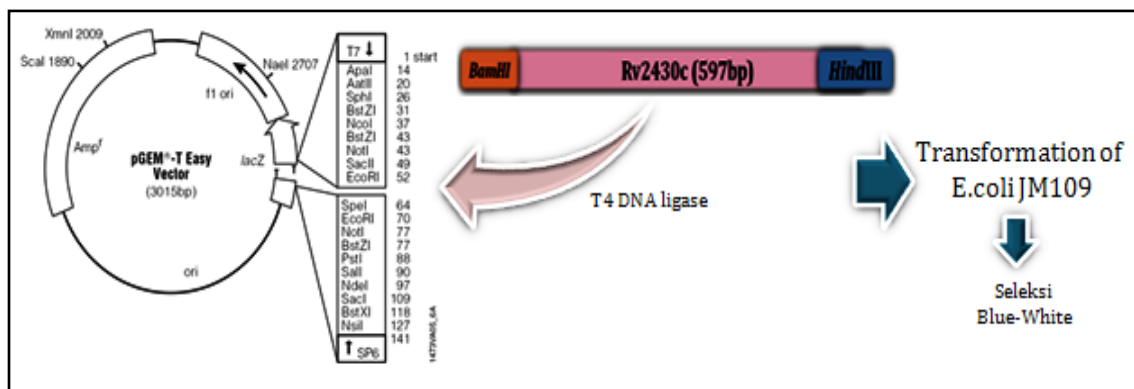 XmnI 2009
ScaI 1890
NaeI 2707
f1 ori
Ampʳ
pGEM®-T Easy
Vector
(3015bp)
lacZ
ori
T7 ↓
1 start
ApaI 14
AatII 20
SphI 26
BstZI 31
NcoI 37
BstZI 43
NotI 43
SacII 49
EcoRI 52
SpeI 64
EcoRI 70
NotI 77
BstZI 77
PstI 88
SalI 90
NdeI 97
SacI 109
BstXI 118
NsiI 127
141
↑ SP6
1473VA05_6A
BamHI
Rv2430c (597bp)
HindIII
T4 DNA ligase
Transformation of
E.coli JM109
Seleksi
Blue-White